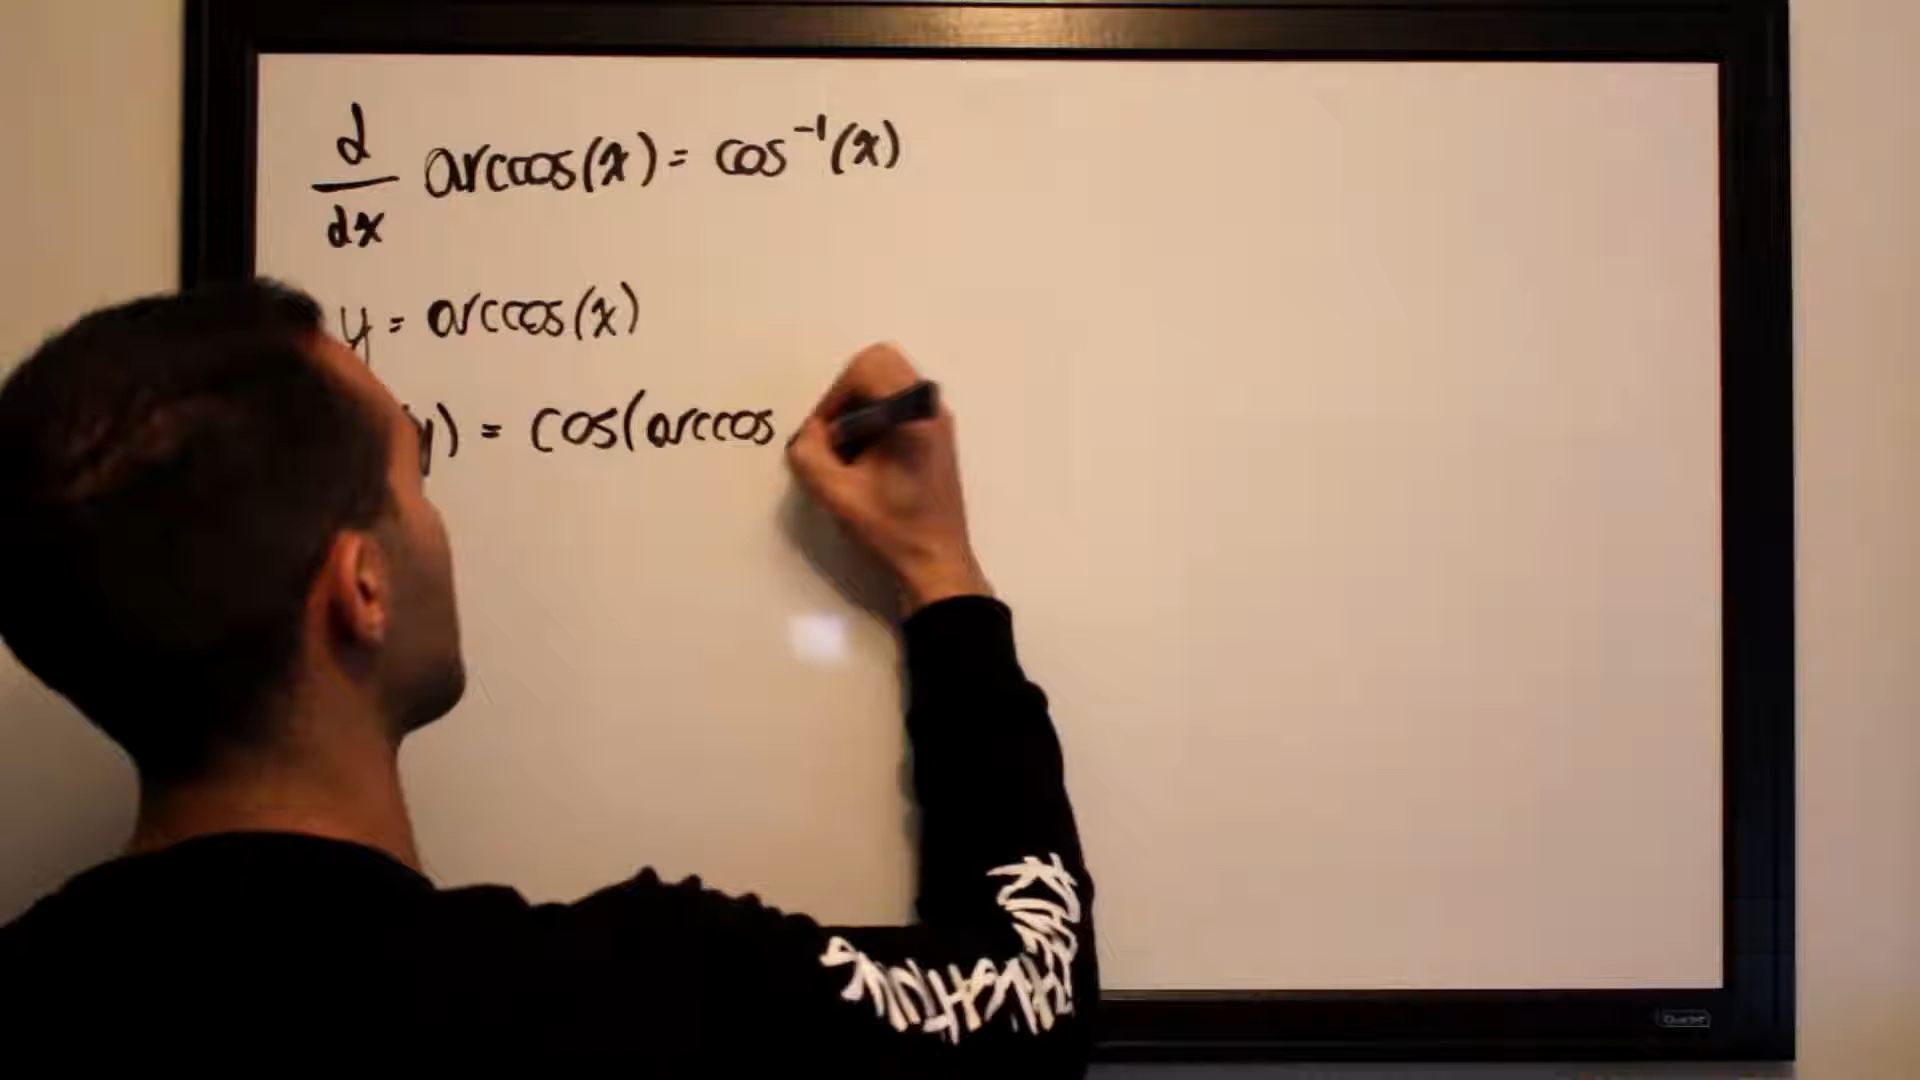 d/dx arccos(x) = cos⁻¹(x)
y = arccos(x)
y) = cos(arccos